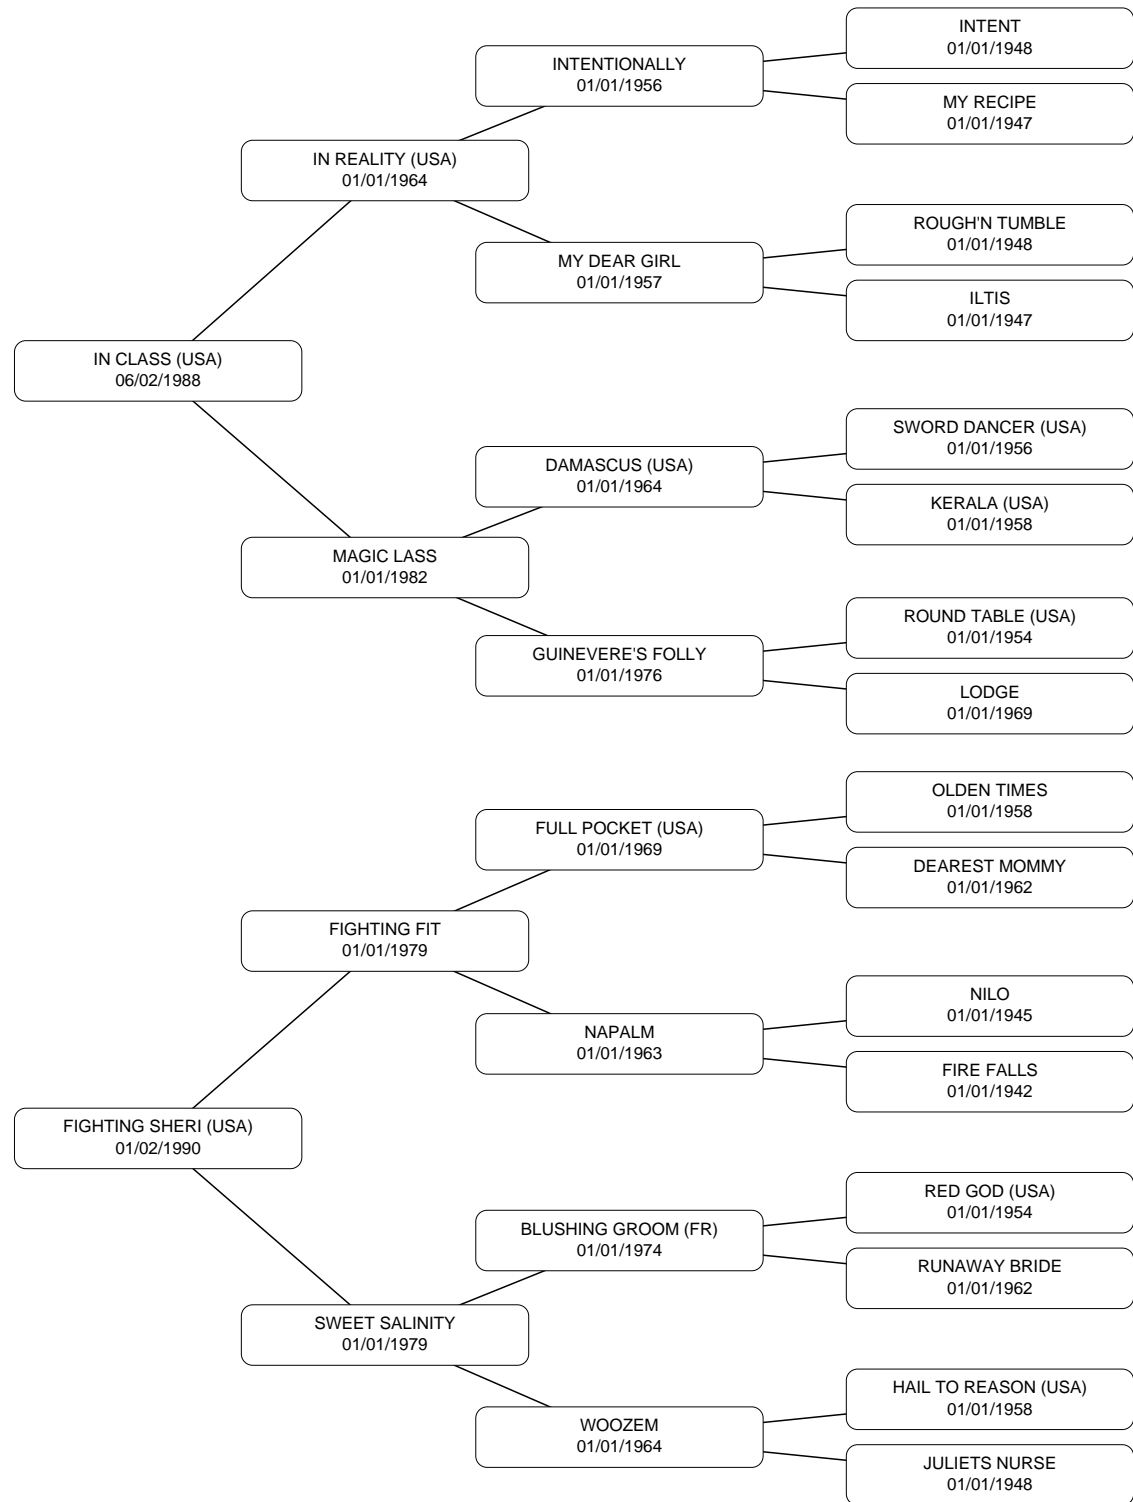 INTENT
01/01/1948
INTENTIONALLY
01/01/1956
MY RECIPE
01/01/1947
IN REALITY (USA)
01/01/1964
ROUGH'N TUMBLE
01/01/1948
MY DEAR GIRL
01/01/1957
ILTIS
01/01/1947
IN CLASS (USA)
06/02/1988
SWORD DANCER (USA)
01/01/1956
DAMASCUS (USA)
01/01/1964
KERALA (USA)
01/01/1958
MAGIC LASS
01/01/1982
ROUND TABLE (USA)
01/01/1954
GUINEVERE'S FOLLY
01/01/1976
LODGE
01/01/1969
OLDEN TIMES
01/01/1958
FULL POCKET (USA)
01/01/1969
DEAREST MOMMY
01/01/1962
FIGHTING FIT
01/01/1979
NILO
01/01/1945
NAPALM
01/01/1963
FIRE FALLS
01/01/1942
FIGHTING SHERI (USA)
01/02/1990
RED GOD (USA)
01/01/1954
BLUSHING GROOM (FR)
01/01/1974
RUNAWAY BRIDE
01/01/1962
SWEET SALINITY
01/01/1979
HAIL TO REASON (USA)
01/01/1958
WOOZEM
01/01/1964
JULIETS NURSE
01/01/1948